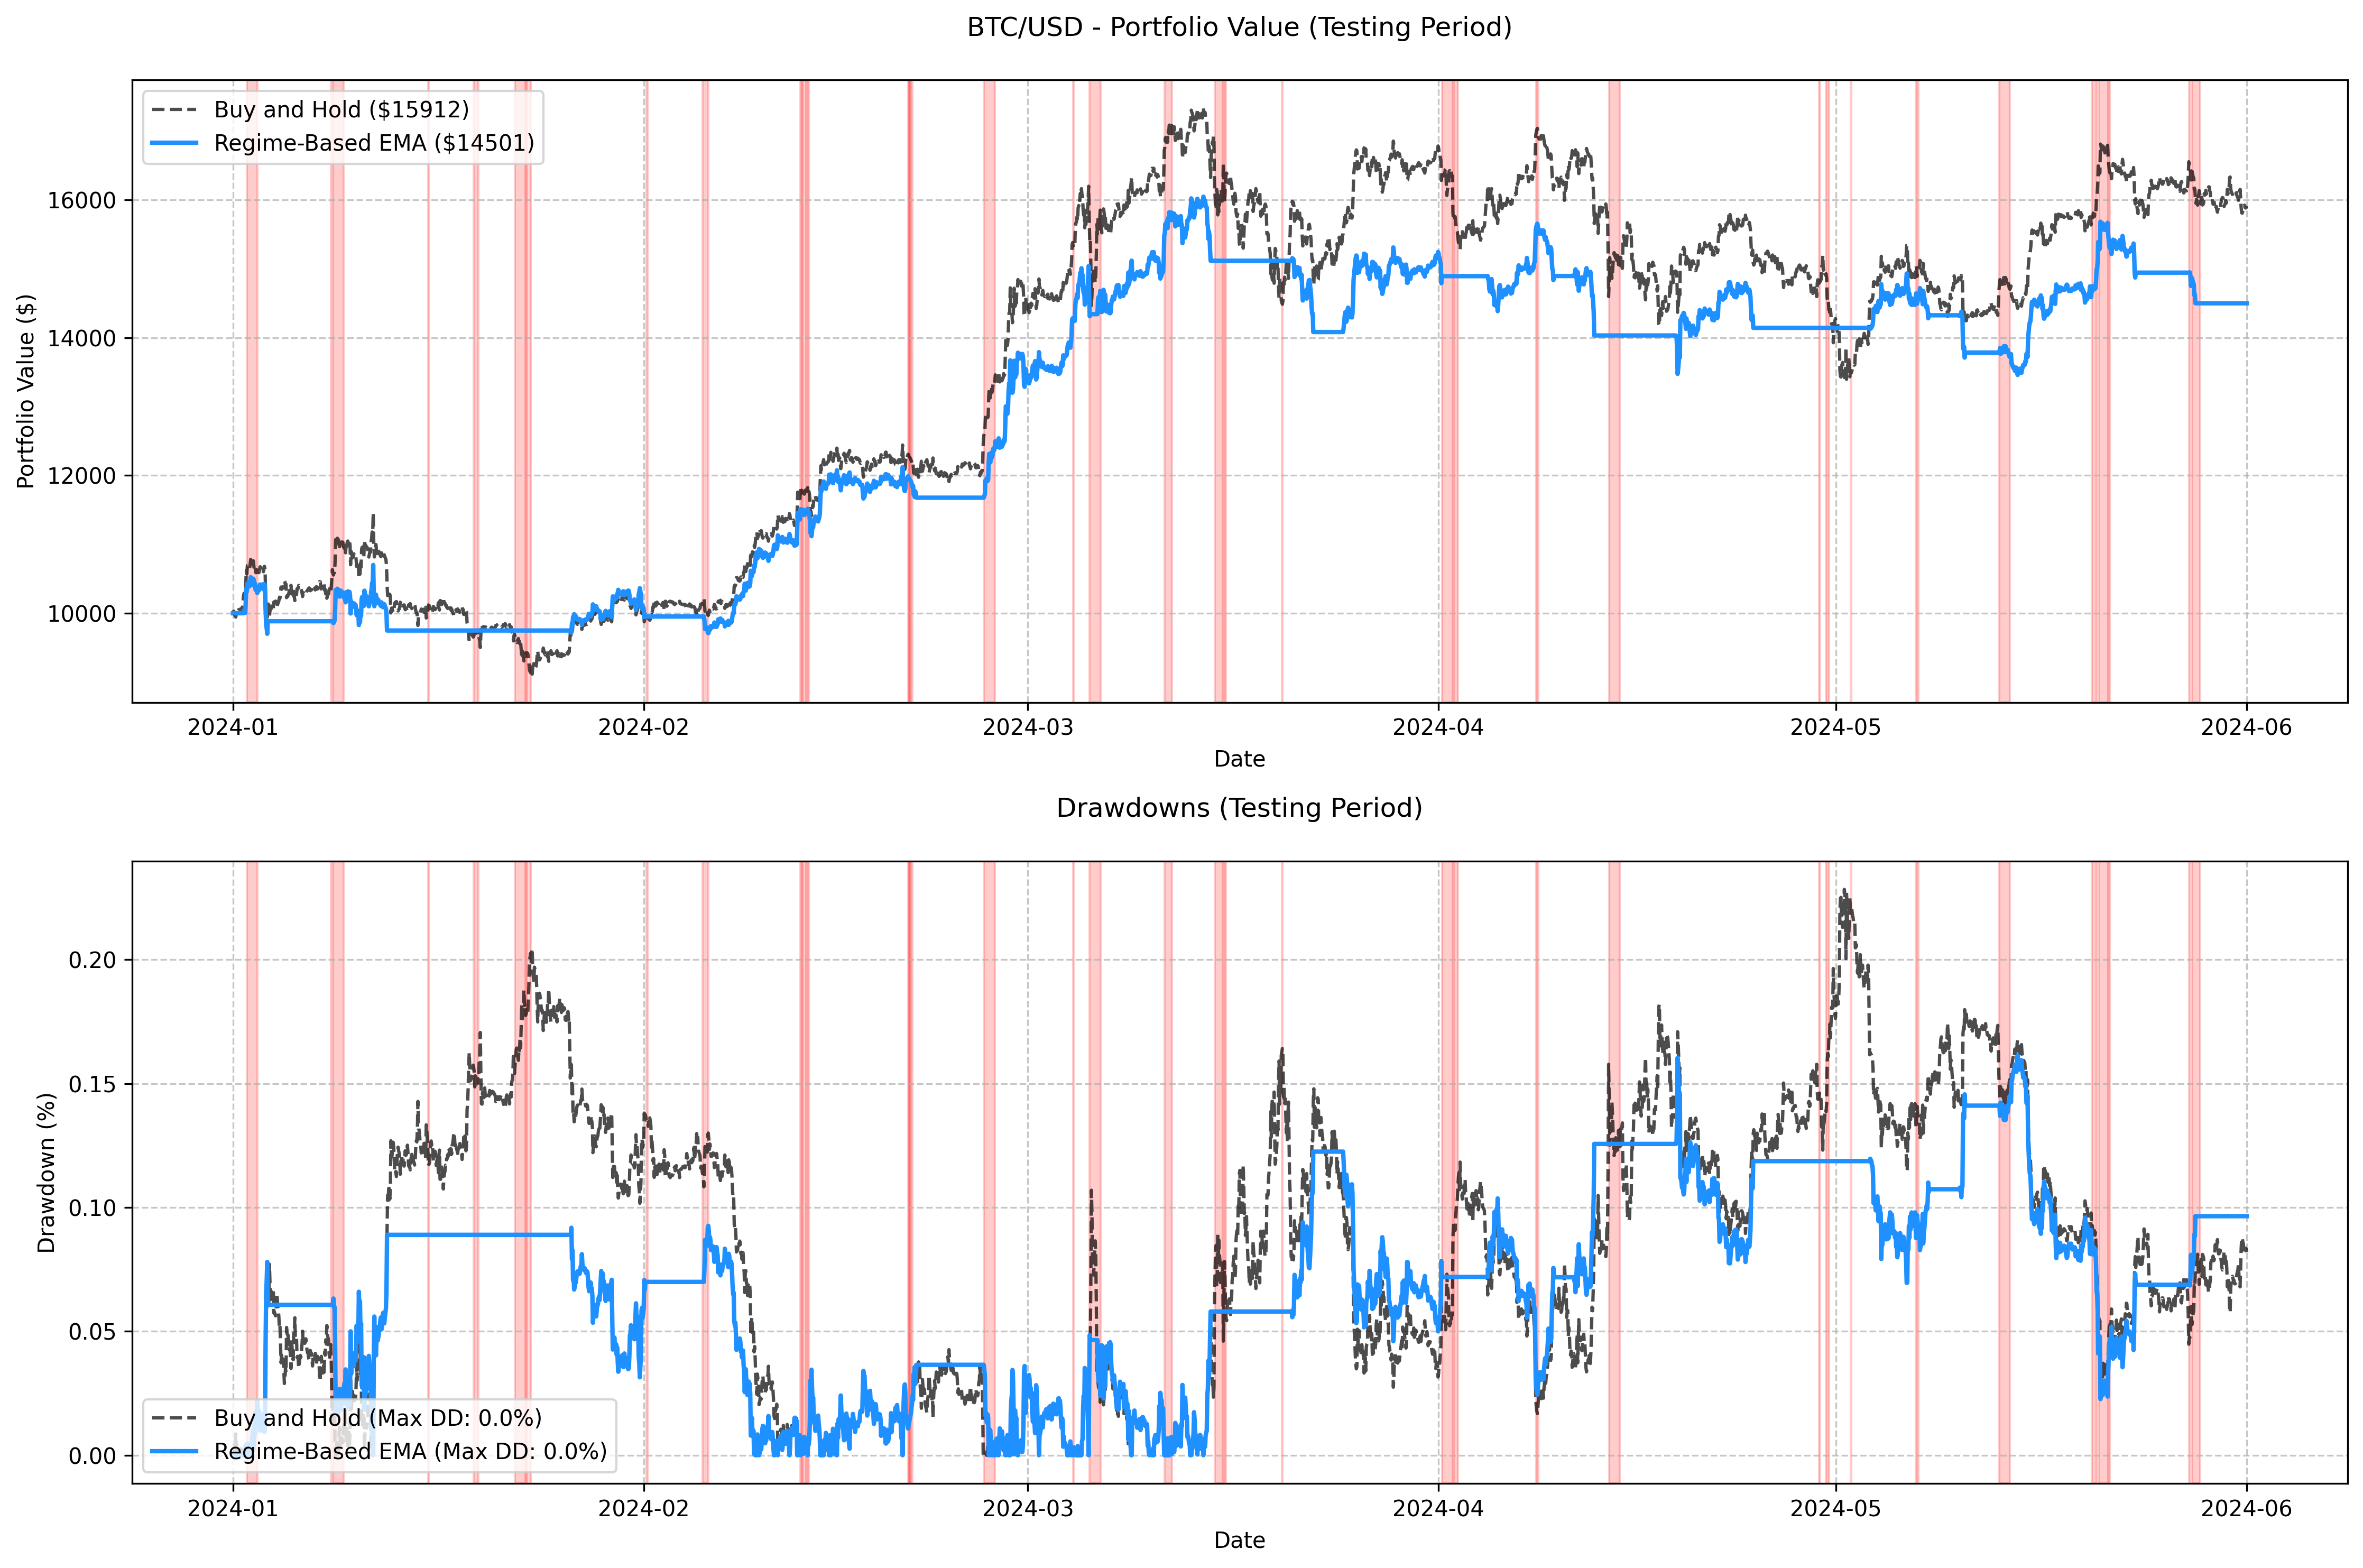 BTC/USD - Portfolio Value (Testing Period)
Buy and Hold ($15912)
Regime-Based EMA ($14501)
Portfolio Value ($)
16000
14000
12000
10000
2024-01
2024-02
2024-03
2024-04
2024-05
2024-06
Date
Drawdowns (Testing Period)
Drawdown (%)
0.20
0.15
0.10
0.05
0.00
Buy and Hold (Max DD: 0.0%)
Regime-Based EMA (Max DD: 0.0%)
2024-01
2024-02
2024-03
2024-04
2024-05
2024-06
Date